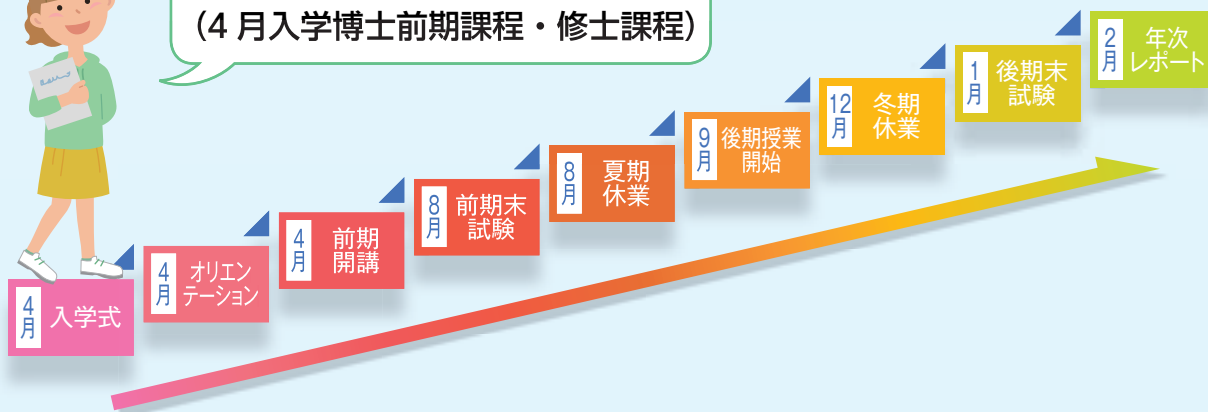 (4 月入学博士前期課程・修士課程)
4月
入学式
4月
オリエン
テーション
4月
前期
開講
8月
前期末
試験
8月
夏期
休業
9月
後期授業
開始
12月
冬期
休業
1月
後期末
試験
2月
年次
レポート